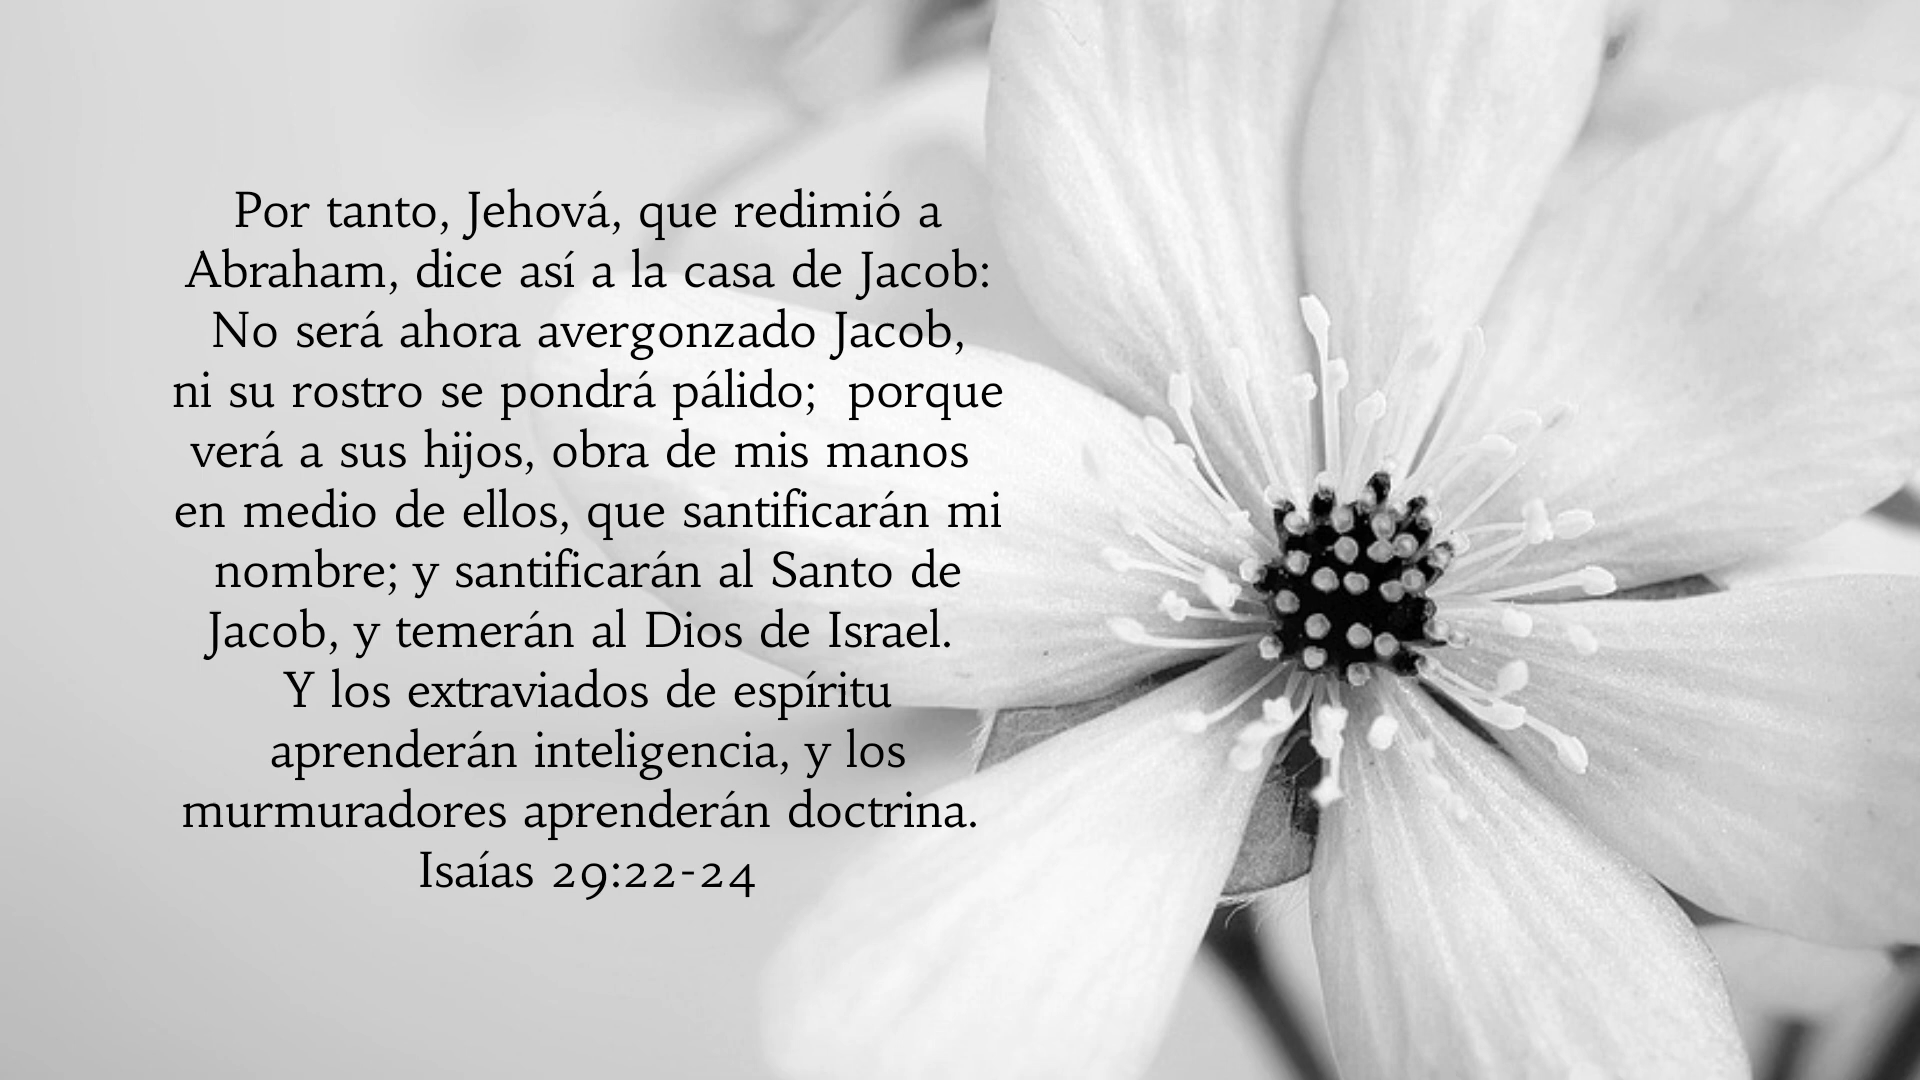 Por tanto, Jehová, que redimió a
Abraham, dice así a la casa de Jacob:
No será ahora avergonzado Jacob,
ni su rostro se pondrá pálido;  porque
verá a sus hijos, obra de mis manos
en medio de ellos, que santificarán mi
nombre; y santificarán al Santo de
Jacob, y temerán al Dios de Israel.
Y los extraviados de espíritu
aprenderán inteligencia, y los
murmuradores aprenderán doctrina.
Isaías 29:22-24